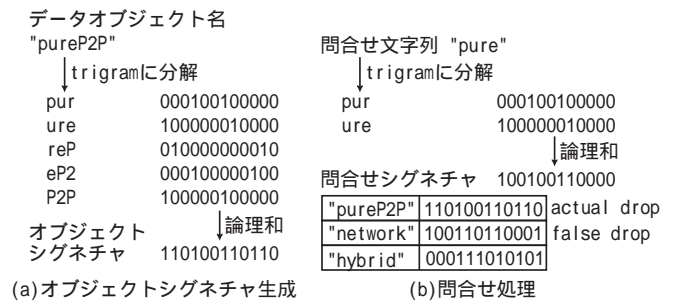 データオブジェクト名
"pureP2P"
trigramに分解
pur 000100100000
ure 100000010000
reP 010000000010
eP2 000100000100
P2P 100000100000
論理和
オブジェクト
シグネチャ 110100110110
(a)オブジェクトシグネチャ生成
問合せ文字列 "pure"
trigramに分解
pur 000100100000
ure 100000010000
論理和
問合せシグネチャ 100100110000
"pureP2P" 110100110110 actual drop
"network" 100110110001 false drop
"hybrid" 000111010101
(b)問合せ処理